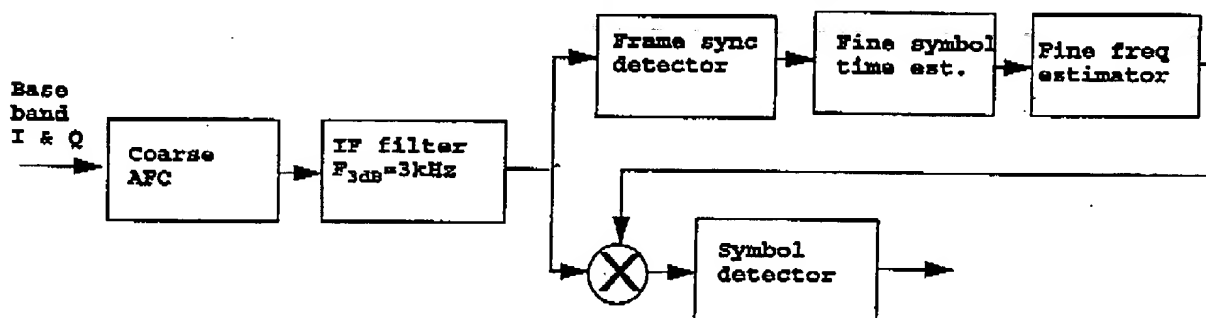 Frame sync
detector
Fine symbol
time est.
Fine freq
estimator
Base
band
I & Q
Coarse
AFC
IF filter
F3dB=3kHz
Symbol
detector